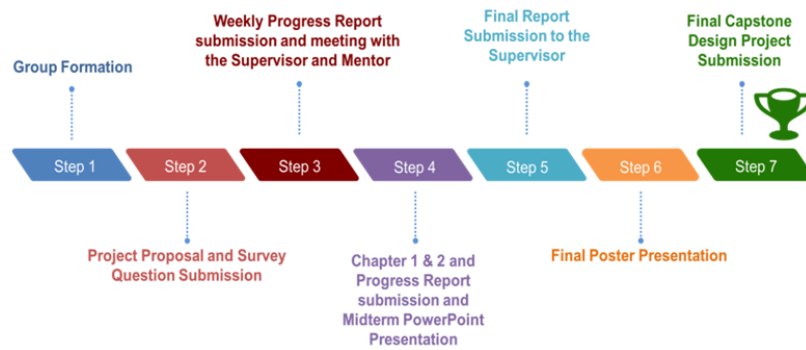 Weekly Progress Report
submission and meeting with
the Supervisor and Mentor
Final Report
Submission to the
Supervisor
Final Capstone
Design Project
Submission
Group Formation
Step 1
Step 2
Step 3
Step 4
Step 5
Step 6
Step 7
Project Proposal and Survey
Question Submission
Chapter 1 & 2 and
Progress Report
submission and
Midterm PowerPoint
Presentation
Final Poster Presentation